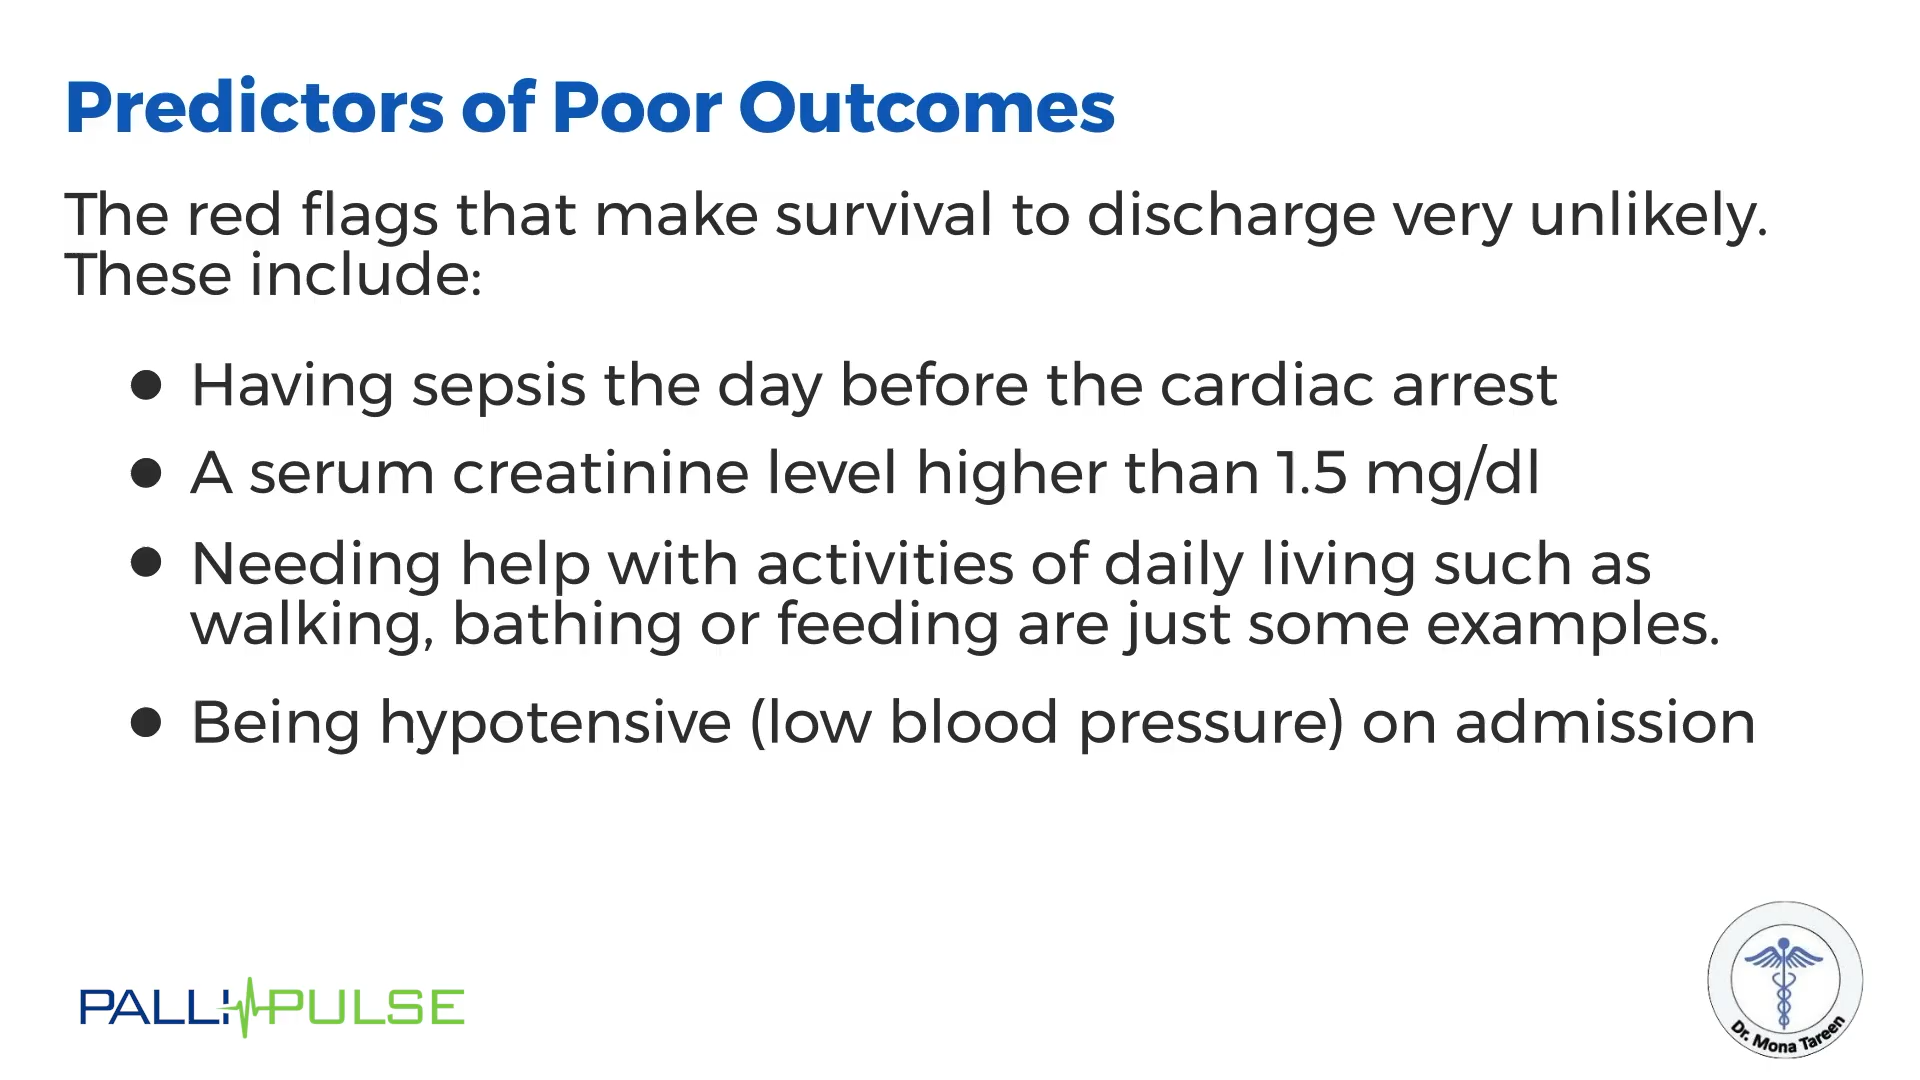 Predictors of Poor Outcomes
The red flags that make survival to discharge very unlikely.
These include:
● Having sepsis the day before the cardiac arrest
● A serum creatinine level higher than 1.5 mg/dl
● Needing help with activities of daily living such as
walking, bathing or feeding are just some examples.
● Being hypotensive (low blood pressure) on admission
PALLIPULSE
Dr. Mona Tareen